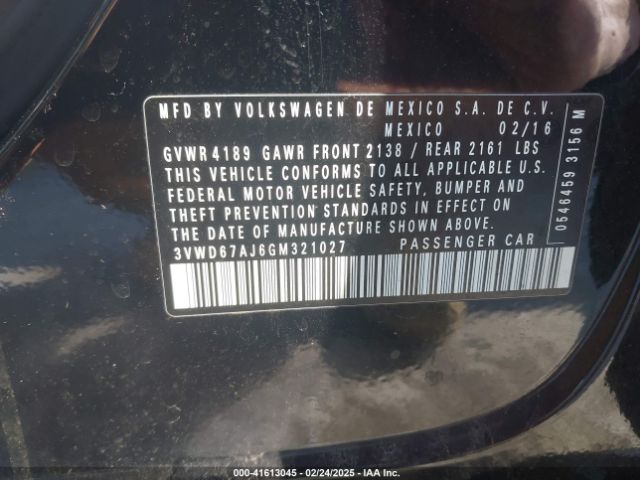 MFD BY VOLKSWAGEN DE MEXICO S.A. DE C.V.
MEXICO 02/16
GVWR 4189 GAWR FRONT 2138 / REAR 2161 LBS
THIS VEHICLE CONFORMS TO ALL APPLICABLE U.S.
FEDERAL MOTOR VEHICLE SAFETY, BUMPER AND
THEFT PREVENTION STANDARDS IN EFFECT ON
THE DATE OF MANUFACTURE SHOWN ABOVE.
3VWD67AJ6GM321027 PASSENGER CAR
0546459 3156 M
000-41613045 - 02/24/2025 - IAA Inc.